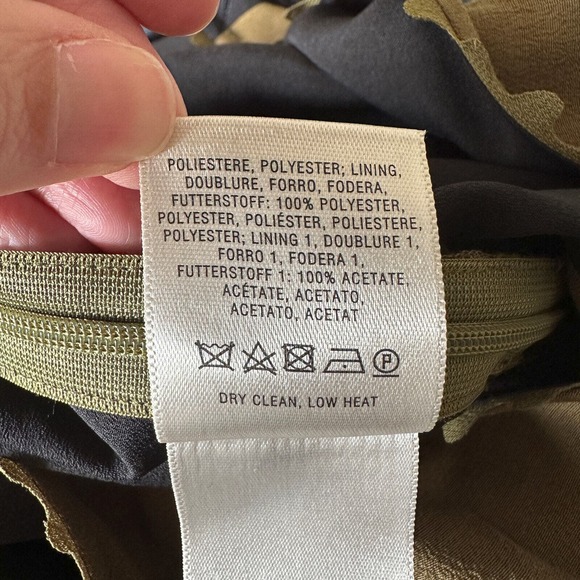 POLIESTERE, POLYESTER; LINING,
DOUBLURE, FORRO, FODERA,
FUTTERSTOFF: 100% POLYESTER,
POLYESTER, POLIÉSTER, POLIESTERE,
POLYESTER; LINING 1, DOUBLURE 1,
FORRO 1, FODERA 1,
FUTTERSTOFF 1: 100% ACETATE,
ACÉTATE, ACETATO,
ACETATO, ACETAT
P
DRY CLEAN, LOW HEAT